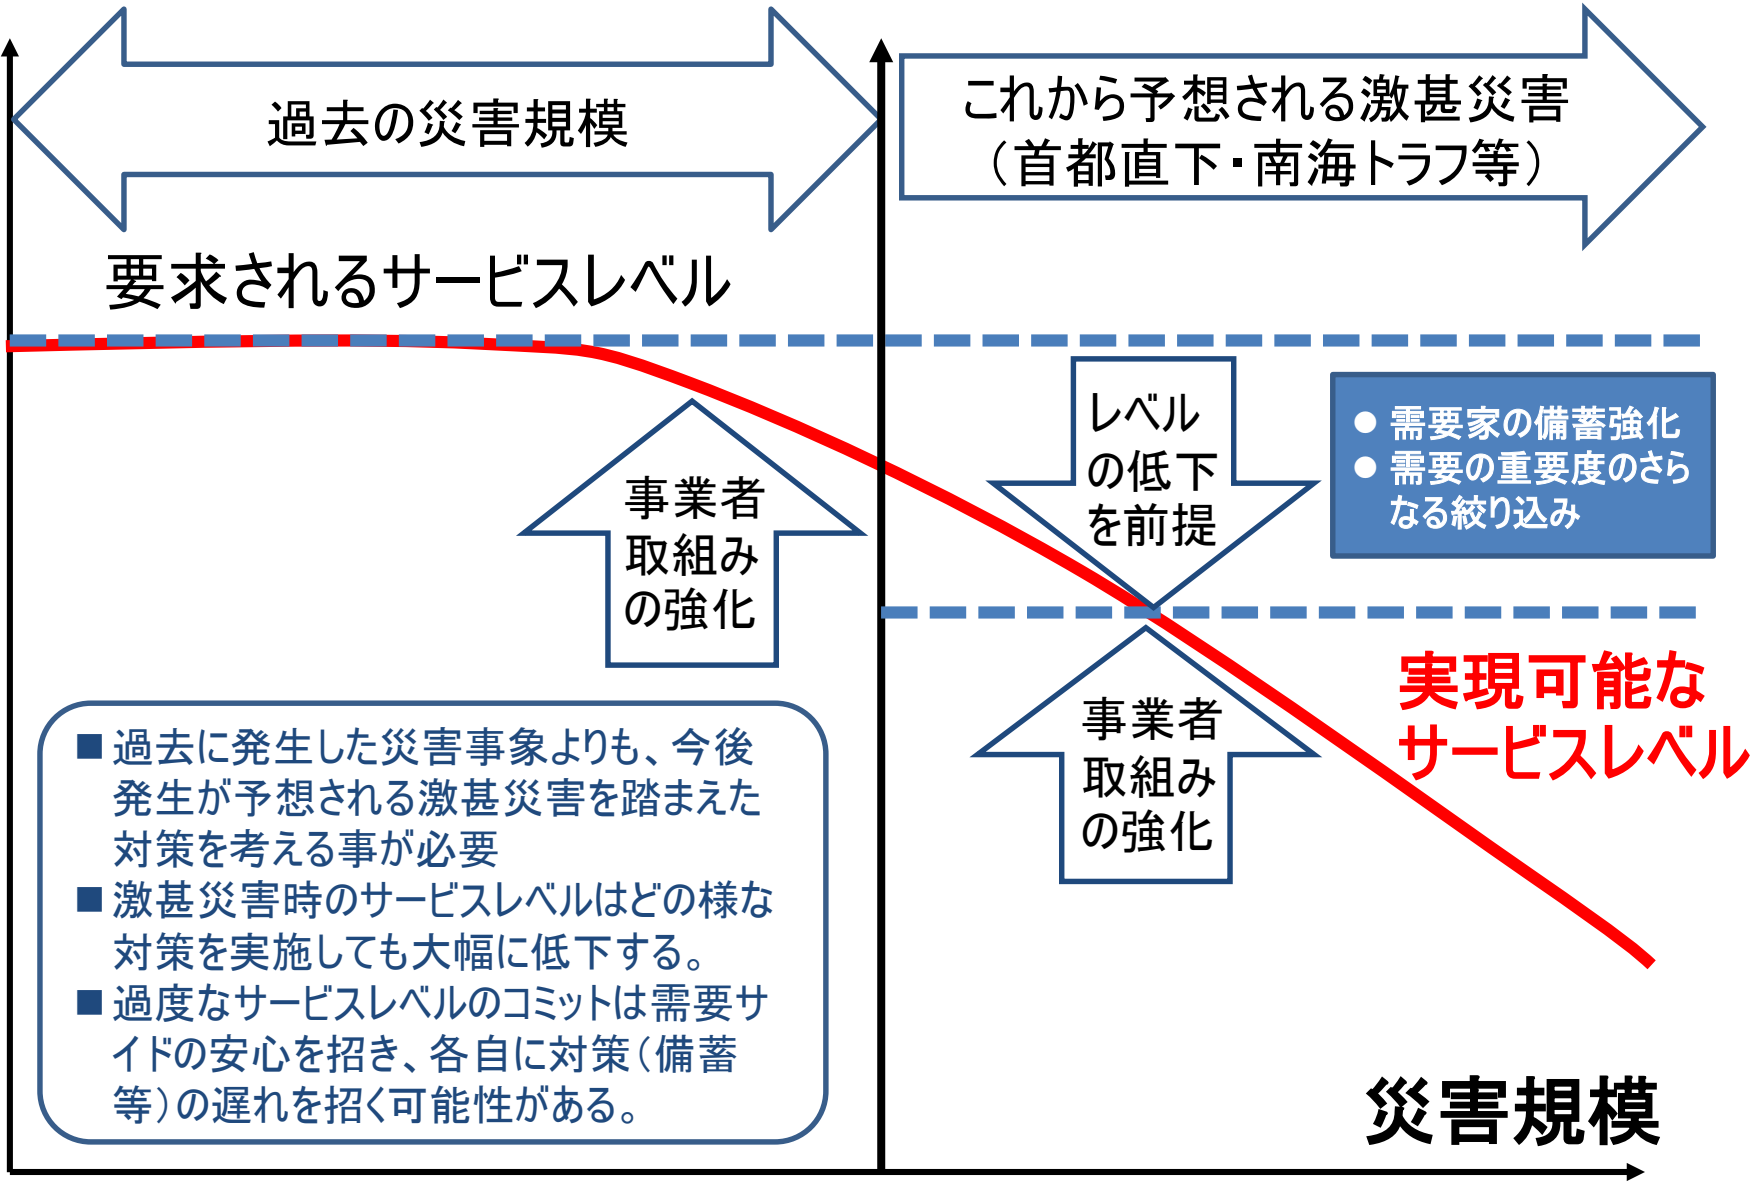 過去の災害規模
これから予想される激甚災害
（首都直下・南海トラフ等）
要求されるサービスレベル
レベル
の低下
を前提
● 需要家の備蓄強化
● 需要の重要度のさら
なる絞り込み
事業者
取組み
の強化
実現可能な
サービスレベル
事業者
取組み
の強化
■ 過去に発生した災害事象よりも、今後
発生が予想される激甚災害を踏まえた
対策を考える事が必要
■ 激甚災害時のサービスレベルはどの様な
対策を実施しても大幅に低下する。
■ 過度なサービスレベルのコミットは需要サ
イドの安心を招き、各自に対策（備蓄
等）の遅れを招く可能性がある。
災害規模